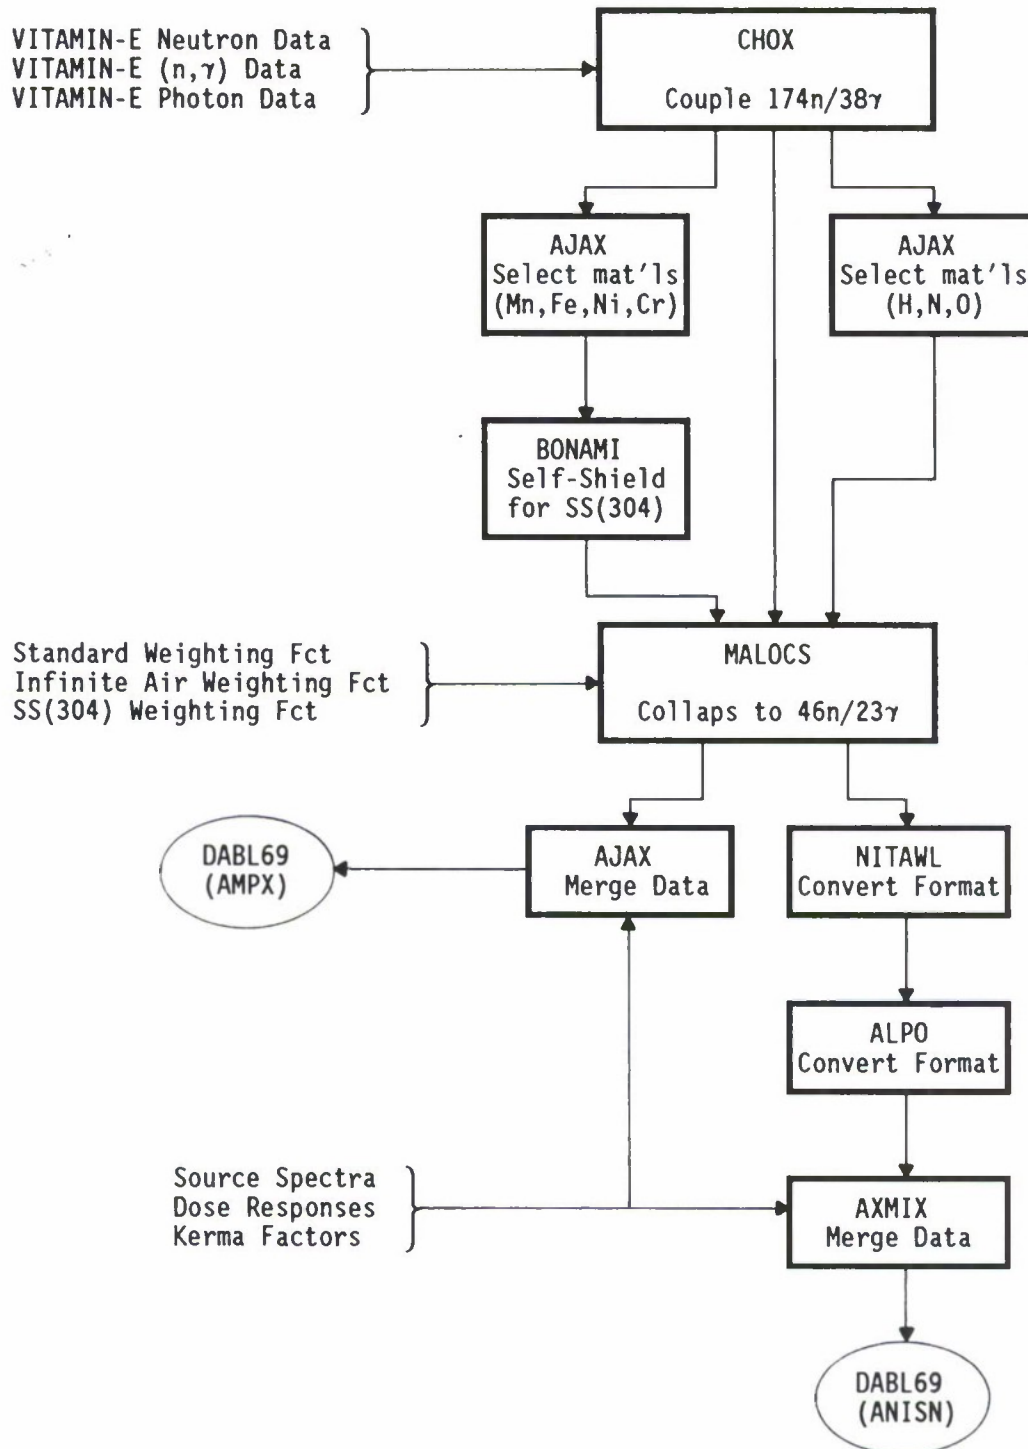 VITAMIN-E Neutron Data
VITAMIN-E (n,γ) Data
VITAMIN-E Photon Data
CHOX
Couple 174n/38γ
AJAX
Select mat'ls
(Mn,Fe,Ni,Cr)
AJAX
Select mat'ls
(H,N,O)
BONAMI
Self-Shield
for SS(304)
Standard Weighting Fct
Infinite Air Weighting Fct
SS(304) Weighting Fct
MALOCS
Collaps to 46n/23γ
DABL69
(AMPX)
AJAX
Merge Data
NITAWL
Convert Format
ALPO
Convert Format
Source Spectra
Dose Responses
Kerma Factors
AXMIX
Merge Data
DABL69
(ANISN)